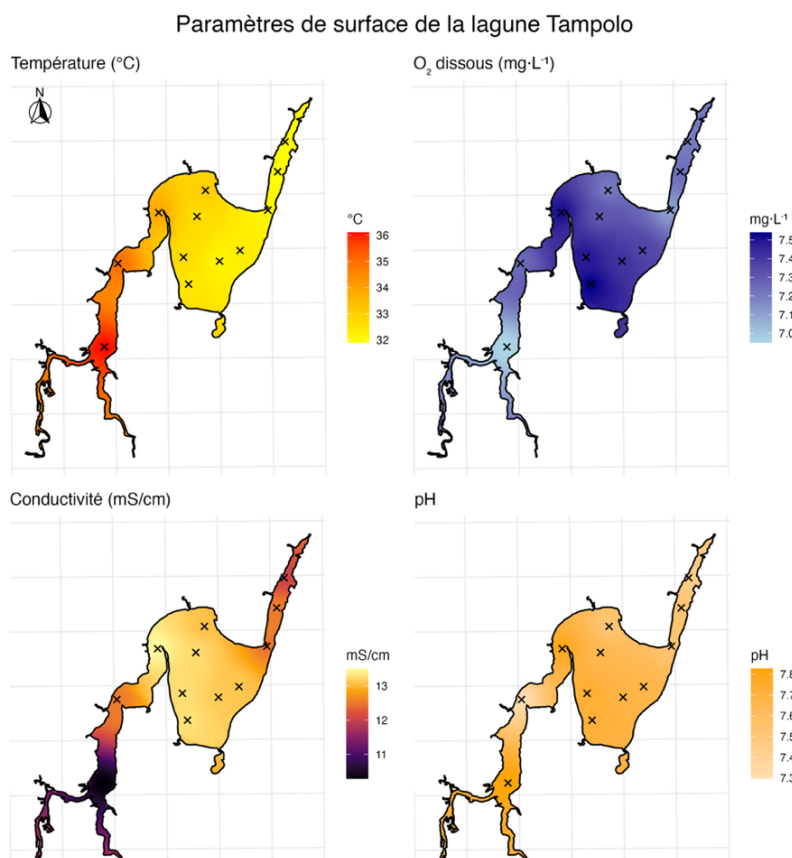 Paramètres de surface de la lagune Tampolo
Température (°C)
N
°C
36
35
34
33
32
O₂ dissous (mg·L⁻¹)
mg·L⁻¹
7.5
7.4
7.3
7.2
7.1
7.0
Conductivité (mS/cm)
mS/cm
13
12
11
pH
pH
7.8
7.7
7.6
7.5
7.4
7.3